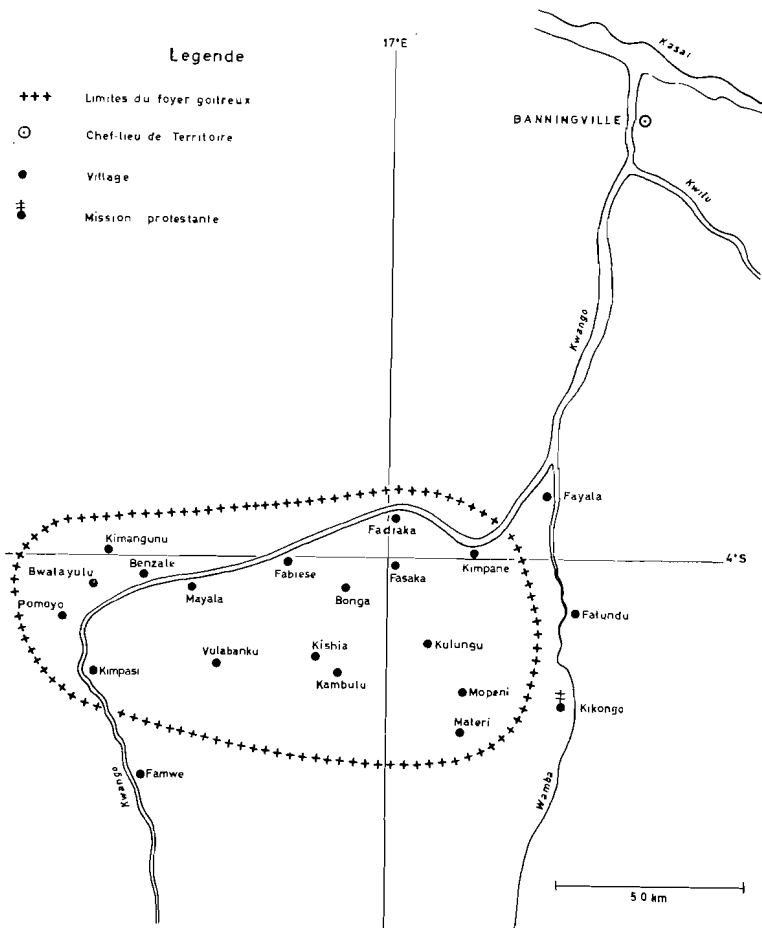 Legende
+++ Limites du foyer goitreux
Chef-lieu de Territoire
Village
Mission protestante
17°E
Kasai
BANNINGVILLE
Kwilu
Kwango
Fayala
Fadiaka
Kimangunu
4°S
Benzale
Fabiese
Fasaka
Kimpane
Bwalayulu
Mayala
Bonga
Pomoyo
Fatundu
Vulabanku
Kishia
Kulungu
Kimpasi
Kambulu
Mopeni
Kikongo
Materi
Famwe
Kwango
Wamba
50 km